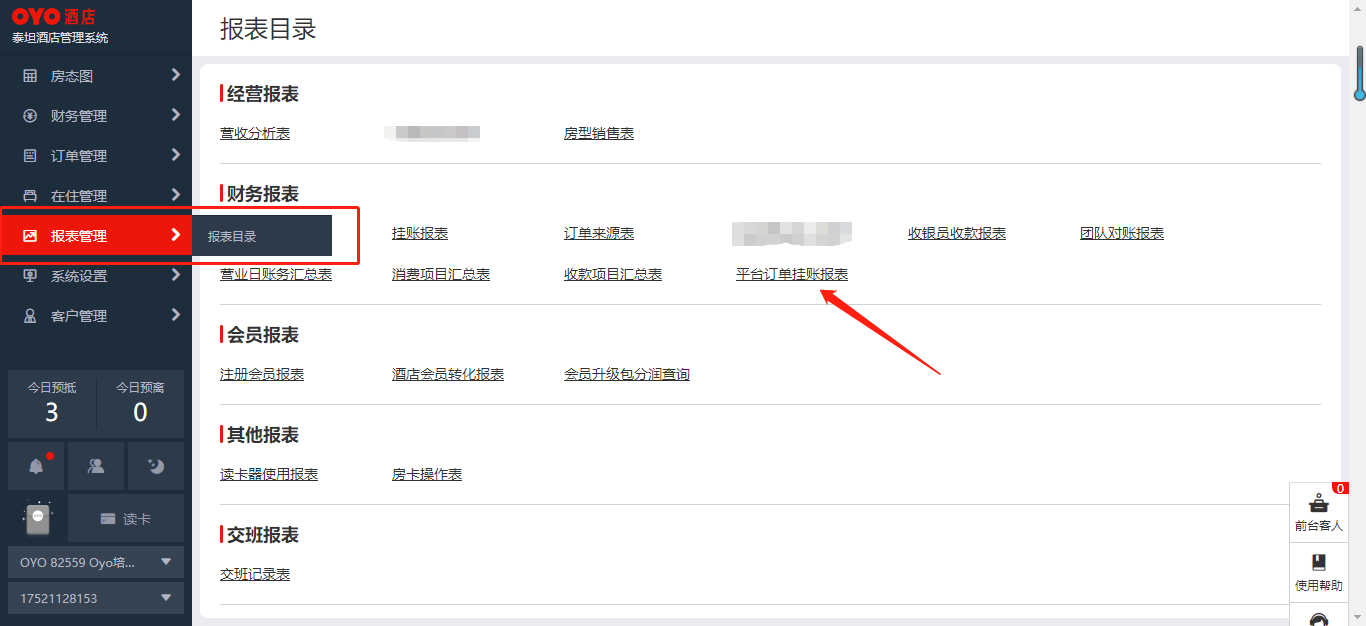 OYO 酒店
泰坦酒店管理系统
房态图
财务管理
订单管理
在住管理
报表管理
报表目录
系统设置
客户管理
今日预抵
今日预离
3
0
读卡
OYO 82559 Oyo培...
17521128153
报表目录
经营报表
营收分析表
房型销售表
财务报表
挂账报表
订单来源表
收银员收款报表
团队对账报表
营业日账务汇总表
消费项目汇总表
收款项目汇总表
平台订单挂账报表
会员报表
注册会员报表
酒店会员转化报表
会员升级包分润查询
其他报表
读卡器使用报表
房卡操作表
交班报表
交班记录表
0
前台客人
使用帮助